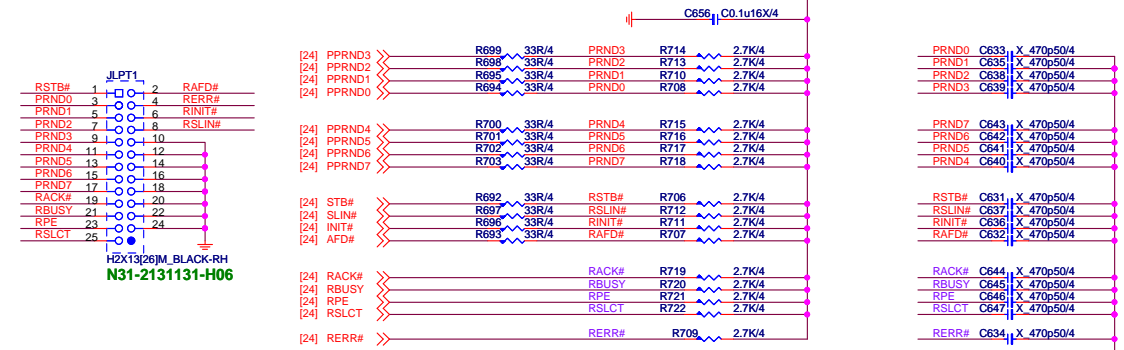 C656 C0.1u16X/4
JLPT1
RSTB# 1 2 RAFD#
PRND0 3 4 RERR#
PRND1 5 6 RINIT#
PRND2 7 8 RSLIN#
PRND3 9 10
PRND4 11 12
PRND5 13 14
PRND6 15 16
PRND7 17 18
RACK# 19 20
RBUSY 21 22
RPE 23 24
RSLCT 25
H2X13[26]M_BLACK-RH
N31-2131131-H06
[24] PPRND3 R699 33R/4 PRND3 R714 2.7K/4
[24] PPRND2 R698 33R/4 PRND2 R713 2.7K/4
[24] PPRND1 R695 33R/4 PRND1 R710 2.7K/4
[24] PPRND0 R694 33R/4 PRND0 R708 2.7K/4
[24] PPRND4 R700 33R/4 PRND4 R715 2.7K/4
[24] PPRND5 R701 33R/4 PRND5 R716 2.7K/4
[24] PPRND6 R702 33R/4 PRND6 R717 2.7K/4
[24] PPRND7 R703 33R/4 PRND7 R718 2.7K/4
[24] STB# R692 33R/4 RSTB# R706 2.7K/4
[24] SLIN# R697 33R/4 RSLIN# R712 2.7K/4
[24] INIT# R696 33R/4 RINIT# R711 2.7K/4
[24] AFD# R693 33R/4 RAFD# R707 2.7K/4
[24] RACK# RACK# R719 2.7K/4
[24] RBUSY RBUSY R720 2.7K/4
[24] RPE RPE R721 2.7K/4
[24] RSLCT RSLCT R722 2.7K/4
[24] RERR# RERR# R709 2.7K/4
PRND0 C633 X_470p50/4
PRND1 C635 X_470p50/4
PRND2 C638 X_470p50/4
PRND3 C639 X_470p50/4
PRND7 C643 X_470p50/4
PRND6 C642 X_470p50/4
PRND5 C641 X_470p50/4
PRND4 C640 X_470p50/4
RSTB# C631 X_470p50/4
RSLIN# C637 X_470p50/4
RINIT# C636 X_470p50/4
RAFD# C632 X_470p50/4
RACK# C644 X_470p50/4
RBUSY C645 X_470p50/4
RPE C646 X_470p50/4
RSLCT C647 X_470p50/4
RERR# C634 X_470p50/4